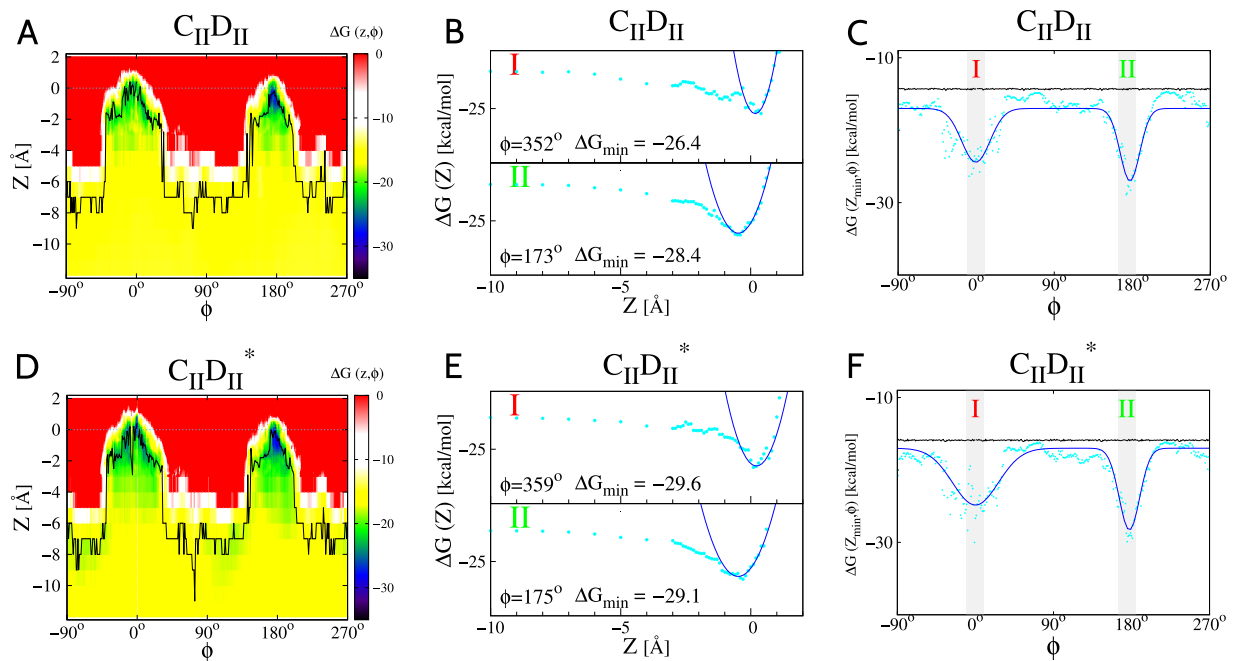 A
C_II D_II
ΔG (z,ϕ)
2
0
−2
−4
−6
−8
−10
Z [Å]
−90° 0° 90° 180° 270°
ϕ
0
−10
−20
−30
B
C_II D_II
I
−25
ϕ=352° ΔG_min = −26.4
II
−25
ϕ=173° ΔG_min = −28.4
ΔG (Z) [kcal/mol]
−10 −5 0
Z [Å]
C
C_II D_II
−10
I II
−30
ΔG (Z_min,ϕ) [kcal/mol]
−90° 0° 90° 180° 270°
ϕ
D
C_II D_II*
ΔG (z,ϕ)
2
0
−2
−4
−6
−8
−10
Z [Å]
−90° 0° 90° 180° 270°
ϕ
0
−10
−20
−30
E
C_II D_II*
I
−25
ϕ=359° ΔG_min = −29.6
II
−25
ϕ=175° ΔG_min = −29.1
ΔG (Z) [kcal/mol]
−10 −5 0
Z [Å]
F
C_II D_II*
−10
I II
−30
ΔG (Z_min,ϕ) [kcal/mol]
−90° 0° 90° 180° 270°
ϕ